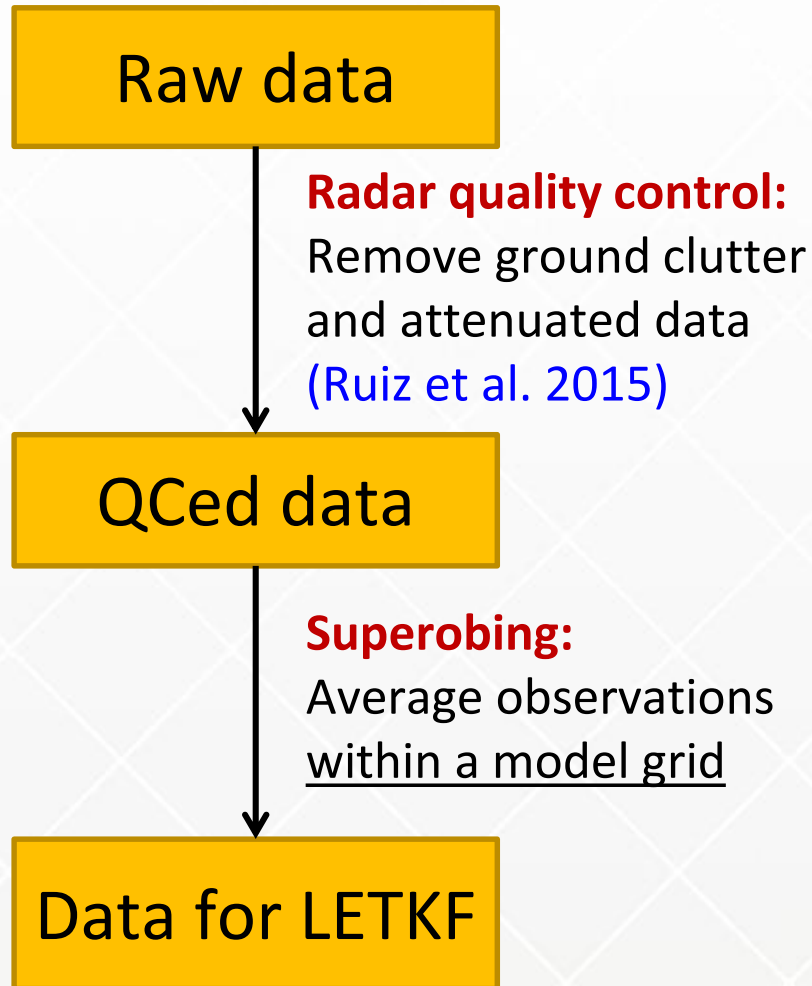 Raw data
Radar quality control:
Remove ground clutter
and attenuated data
(Ruiz et al. 2015)
QCed data
Superobing:
Average observations
within a model grid
Data for LETKF